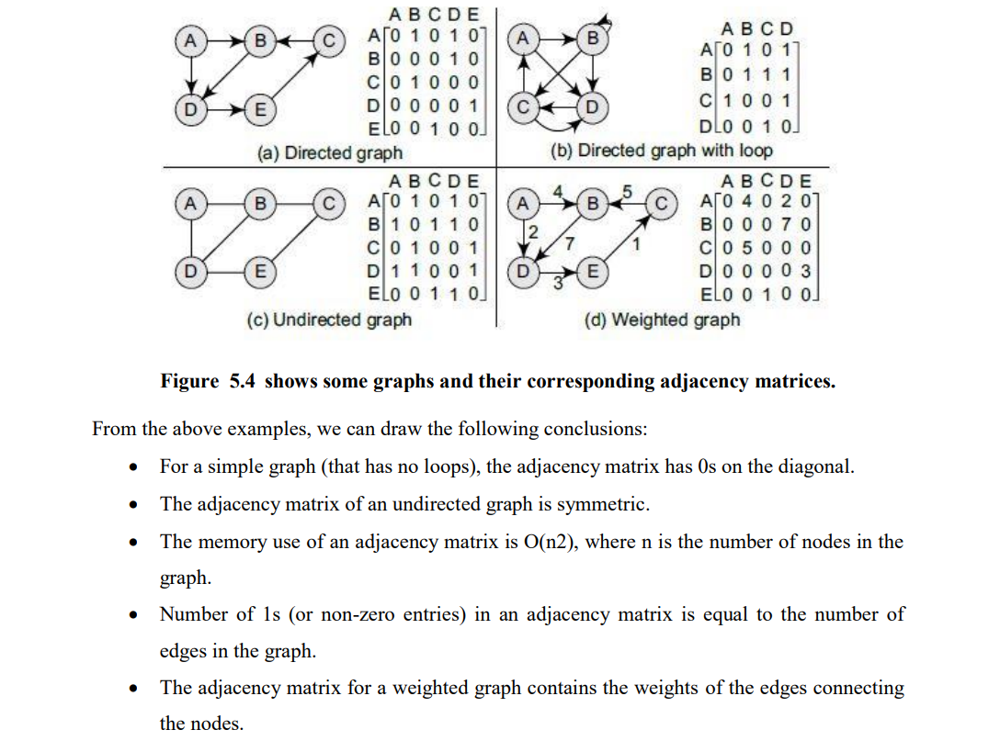 A B C D E
A 0 1 0 1 0
B 0 0 0 1 0
C 0 1 0 0 0
D 0 0 0 0 1
E 0 0 1 0 0
A B C
D E
(a) Directed graph
A B C D
A 0 1 0 1
B 0 1 1 1
C 1 0 0 1
D 0 0 1 0
A B
C D
(b) Directed graph with loop
A B C D E
A 0 1 0 1 0
B 1 0 1 1 0
C 0 1 0 0 1
D 1 1 0 0 1
E 0 0 1 1 0
A B C
D E
(c) Undirected graph
A B C D E
A 0 4 0 2 0
B 0 0 0 7 0
C 0 5 0 0 0
D 0 0 0 0 3
E 0 0 1 0 0
A 4 B 5 C
2 7 1
D 3 E
(d) Weighted graph
Figure 5.4 shows some graphs and their corresponding adjacency matrices.
From the above examples, we can draw the following conclusions:
• For a simple graph (that has no loops), the adjacency matrix has 0s on the diagonal.
• The adjacency matrix of an undirected graph is symmetric.
• The memory use of an adjacency matrix is O(n2), where n is the number of nodes in the
graph.
• Number of 1s (or non-zero entries) in an adjacency matrix is equal to the number of
edges in the graph.
• The adjacency matrix for a weighted graph contains the weights of the edges connecting
the nodes.